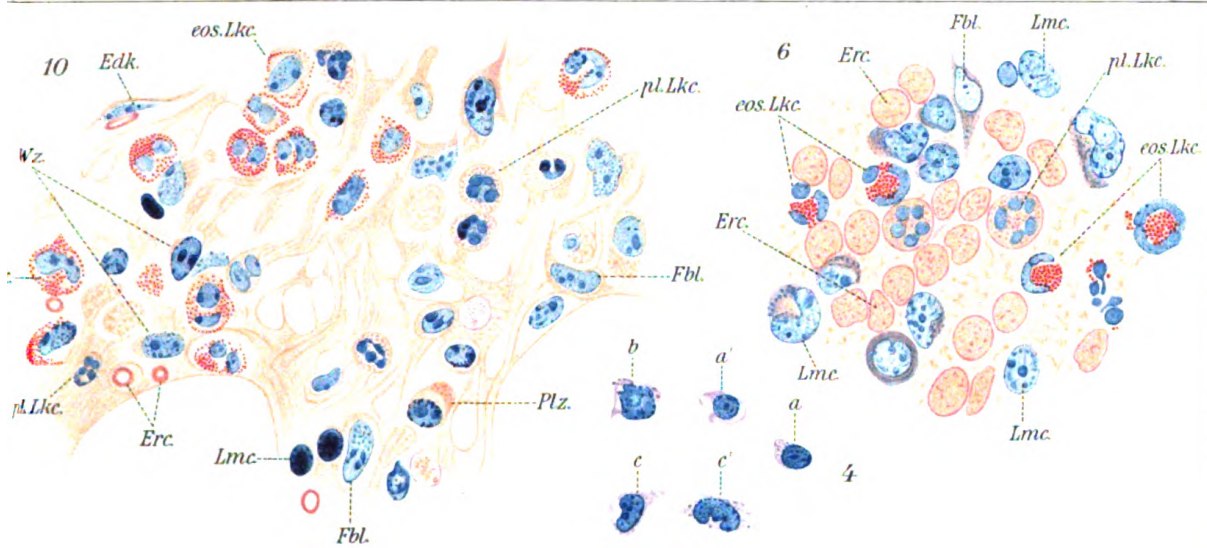 10
Edk.
eos.Lkc.
pl.Lkc.
Wz.
Fbl.
pl.Lkc.
Erc.
Lmc.
Fbl.
Plz.
6
Erc.
Fbl.
Lmc.
pl.Lkc.
eos.Lkc.
eos.Lkc.
Erc.
Lmc.
Lmc.
b
a'
a
c
c'
4